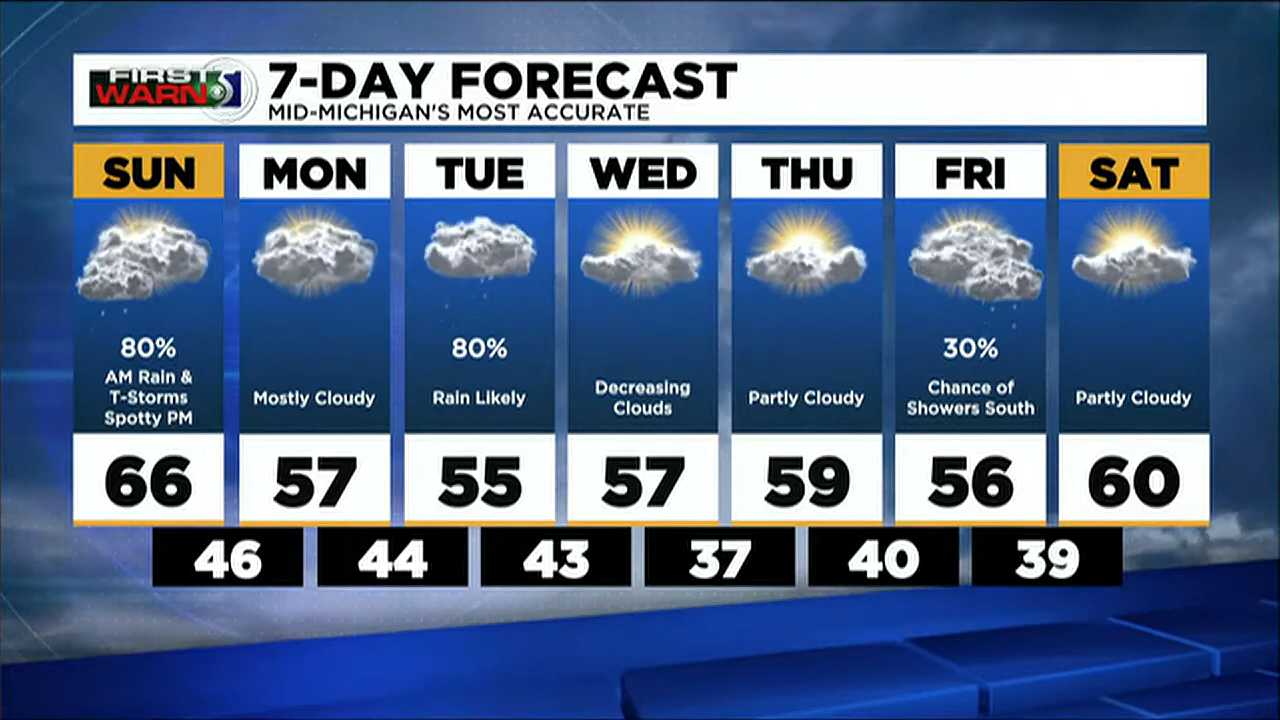 FIRST
WARN 5
7-DAY FORECAST
MID-MICHIGAN'S MOST ACCURATE
SUN
MON
TUE
WED
THU
FRI
SAT
80%
AM Rain &
T-Storms
Spotty PM
Mostly Cloudy
80%
Rain Likely
Decreasing
Clouds
Partly Cloudy
30%
Chance of
Showers South
Partly Cloudy
66
57
55
57
59
56
60
46
44
43
37
40
39